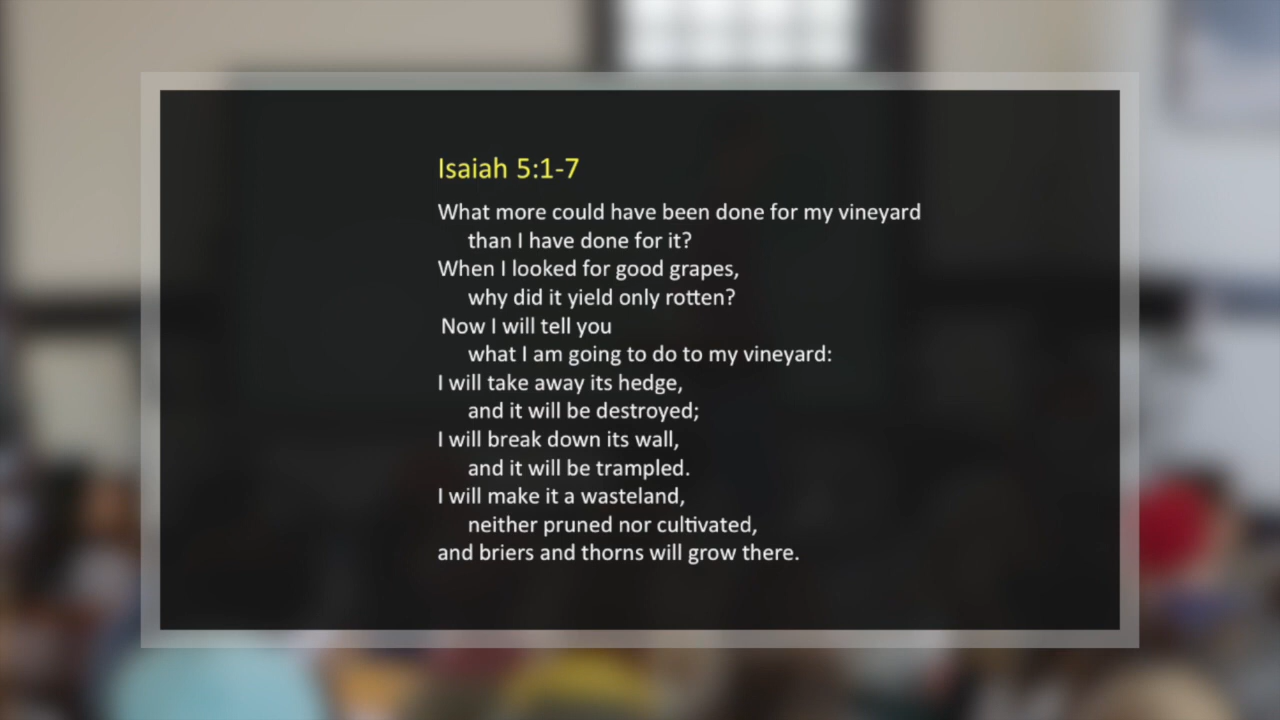 Isaiah 5:1-7
What more could have been done for my vineyard
than I have done for it?
When I looked for good grapes,
why did it yield only rotten?
Now I will tell you
what I am going to do to my vineyard:
I will take away its hedge,
and it will be destroyed;
I will break down its wall,
and it will be trampled.
I will make it a wasteland,
neither pruned nor cultivated,
and briers and thorns will grow there.